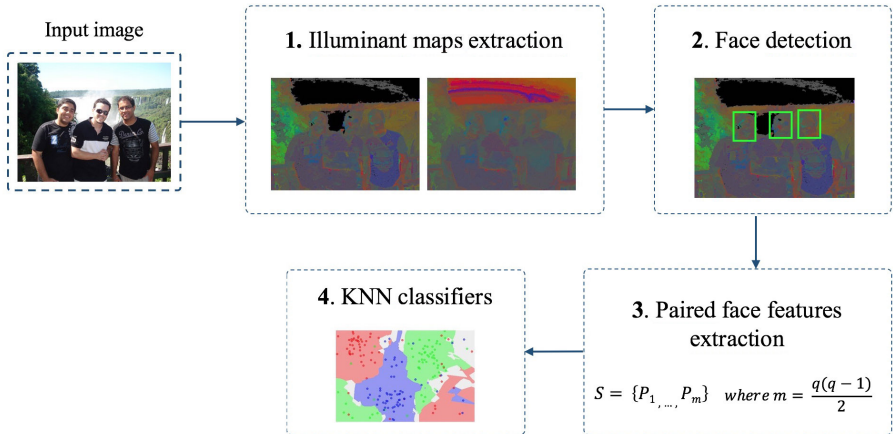 Input image
1. Illuminant maps extraction
2. Face detection
3. Paired face features
extraction
S = {P₁,...,Pₘ} where m = q(q − 1)/2
4. KNN classifiers